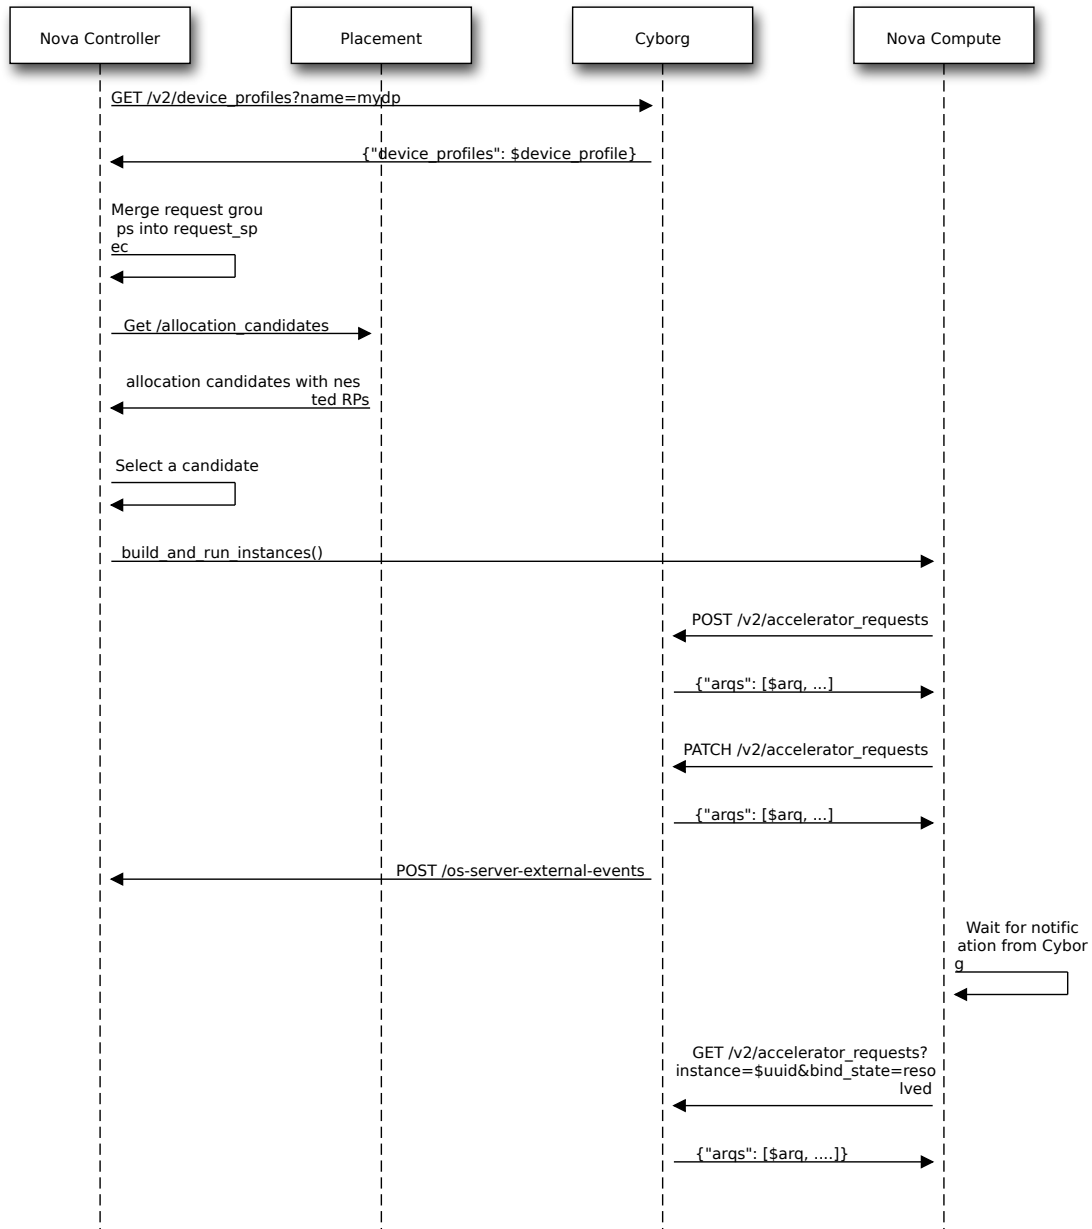 Nova Controller
Placement
Cyborg
Nova Compute
GET /v2/device_profiles?name=mydp
{"device_profiles": $device_profile}
Merge request grou
ps into request_sp
ec
Get /allocation_candidates
allocation candidates with nes
ted RPs
Select a candidate
build_and_run_instances()
POST /v2/accelerator_requests
{"arqs": [$arq, ...]
PATCH /v2/accelerator_requests
{"arqs": [$arq, ...]
POST /os-server-external-events
Wait for notific
ation from Cybor
g
GET /v2/accelerator_requests?
instance=$uuid&bind_state=reso
lved
{"arqs": [$arq, ....]}